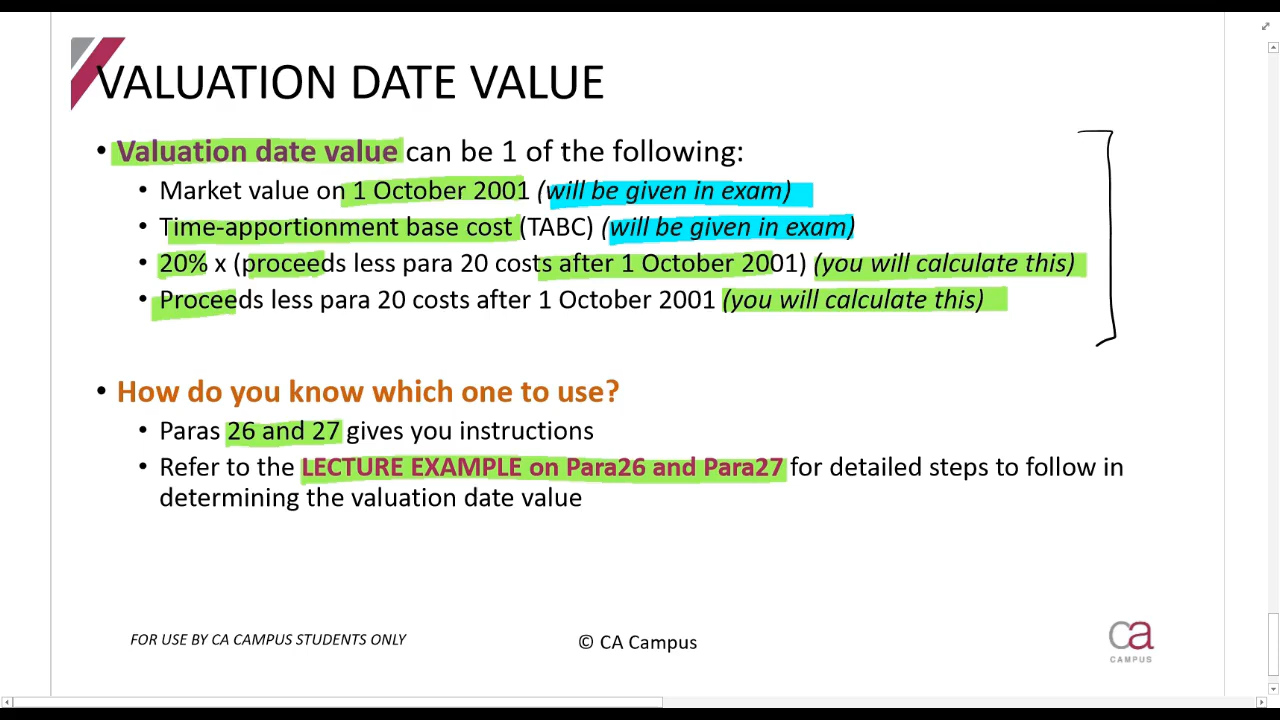 VALUATION DATE VALUE
• Valuation date value can be 1 of the following:
• Market value on 1 October 2001 (will be given in exam)
• Time-apportionment base cost (TABC) (will be given in exam)
• 20% x (proceeds less para 20 costs after 1 October 2001) (you will calculate this)
• Proceeds less para 20 costs after 1 October 2001 (you will calculate this)
• How do you know which one to use?
• Paras 26 and 27 gives you instructions
• Refer to the LECTURE EXAMPLE on Para26 and Para27 for detailed steps to follow in
determining the valuation date value
FOR USE BY CA CAMPUS STUDENTS ONLY
© CA Campus
ca
CAMPUS